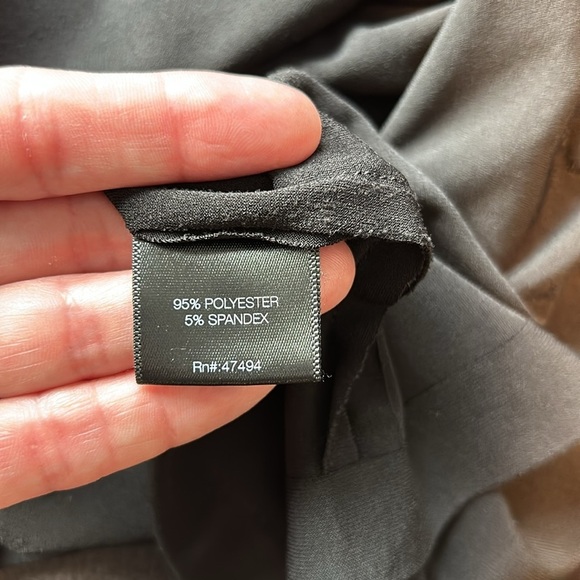 95% POLYESTER
5% SPANDEX
Rn#:47494